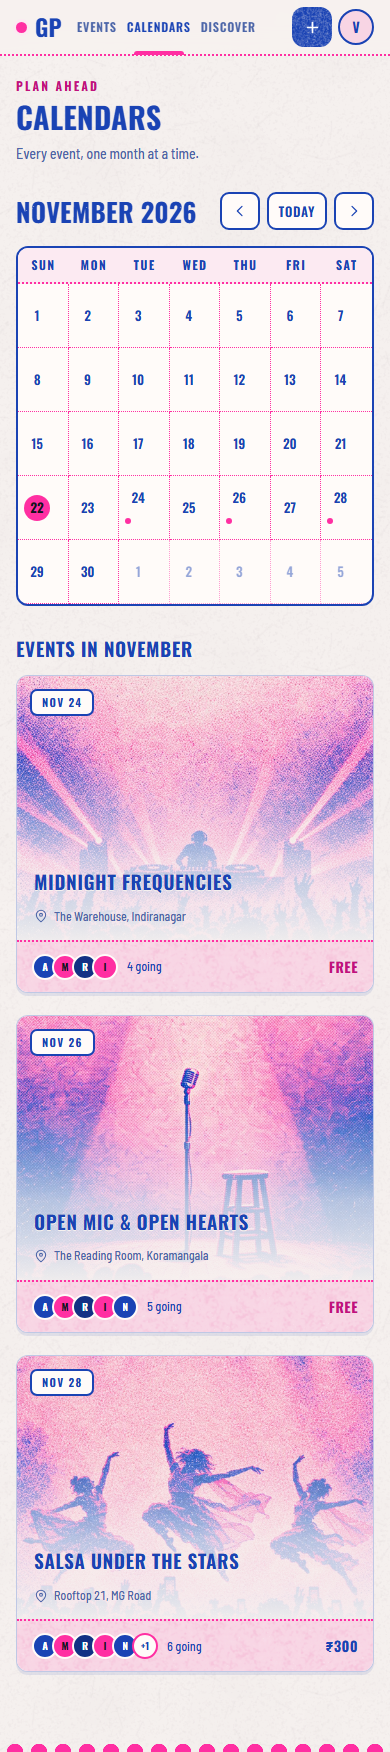 GP EVENTS CALENDARS DISCOVER + V
PLAN AHEAD
CALENDARS
Every event, one month at a time.
NOVEMBER 2026 < TODAY >
SUN MON TUE WED THU FRI SAT
1 2 3 4 5 6 7
8 9 10 11 12 13 14
15 16 17 18 19 20 21
22 23 24 25 26 27 28
29 30 1 2 3 4 5
EVENTS IN NOVEMBER
NOV 24
MIDNIGHT FREQUENCIES
The Warehouse, Indiranagar
A M R I 4 going FREE
NOV 26
OPEN MIC & OPEN HEARTS
The Reading Room, Koramangala
A M R I N 5 going FREE
NOV 28
SALSA UNDER THE STARS
Rooftop 21, MG Road
A M R I N +1 6 going ₹300